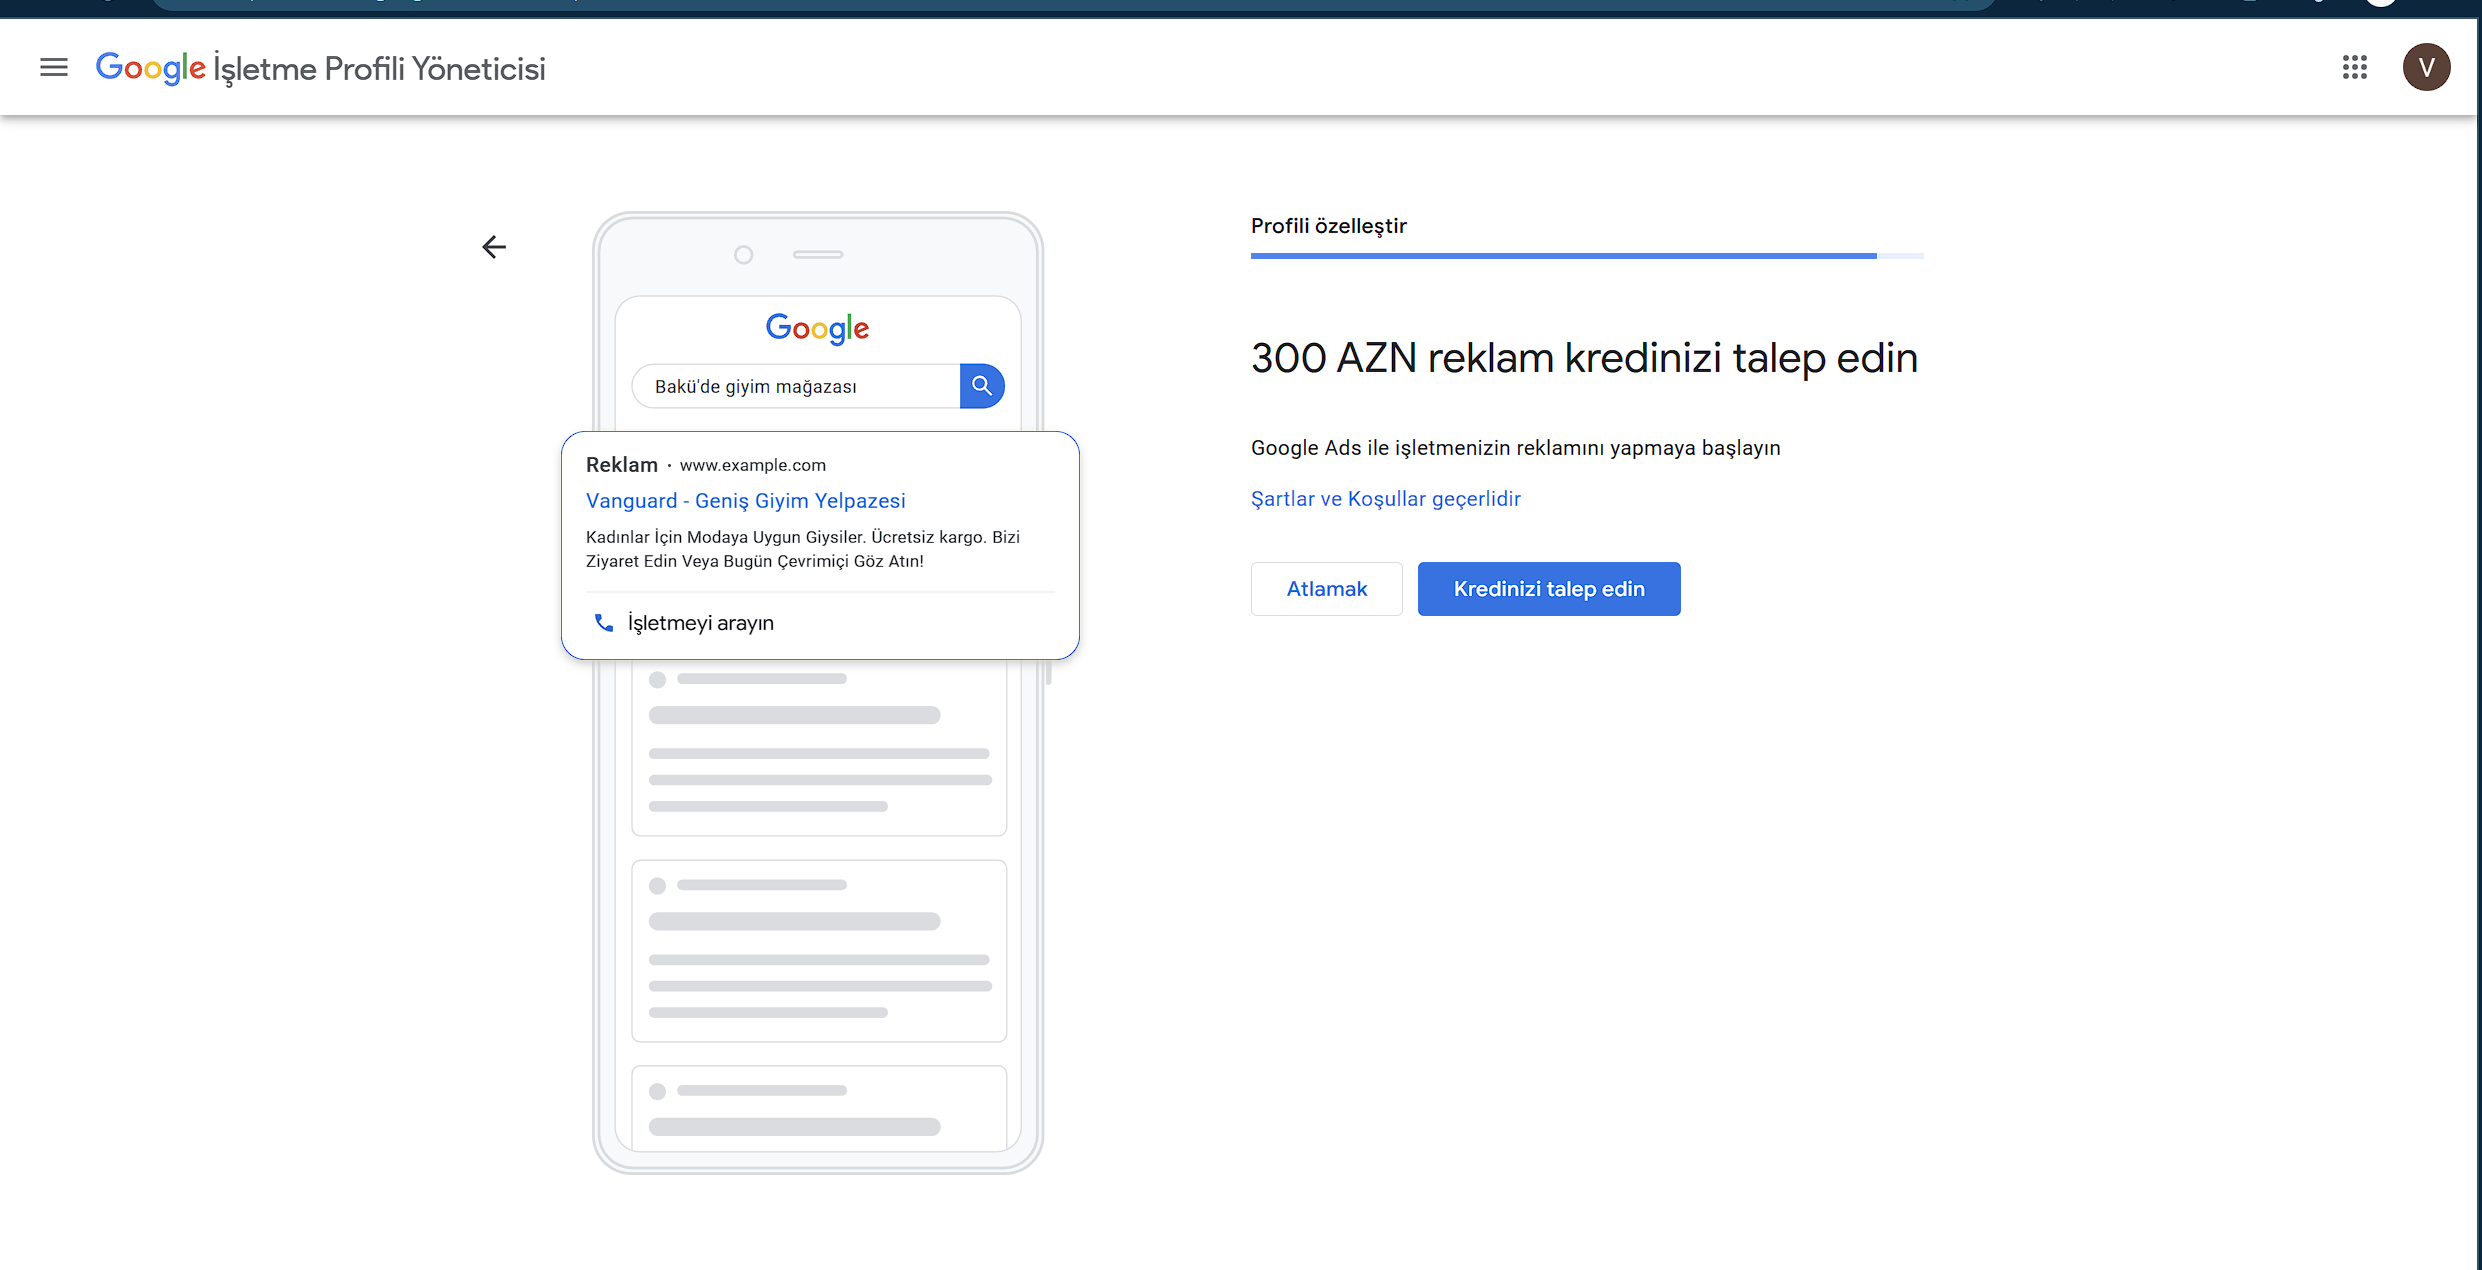 Google İşletme Profili Yöneticisi
V
Profili özelleştir
Google
Bakü'de giyim mağazası
300 AZN reklam kredinizi talep edin
Reklam · www.example.com
Vanguard - Geniş Giyim Yelpazesi
Kadınlar İçin Modaya Uygun Giysiler. Ücretsiz kargo. Bizi
Ziyaret Edin Veya Bugün Çevrimiçi Göz Atın!
İşletmeyi arayın
Google Ads ile işletmenizin reklamını yapmaya başlayın
Şartlar ve Koşullar geçerlidir
Atlamak
Kredinizi talep edin